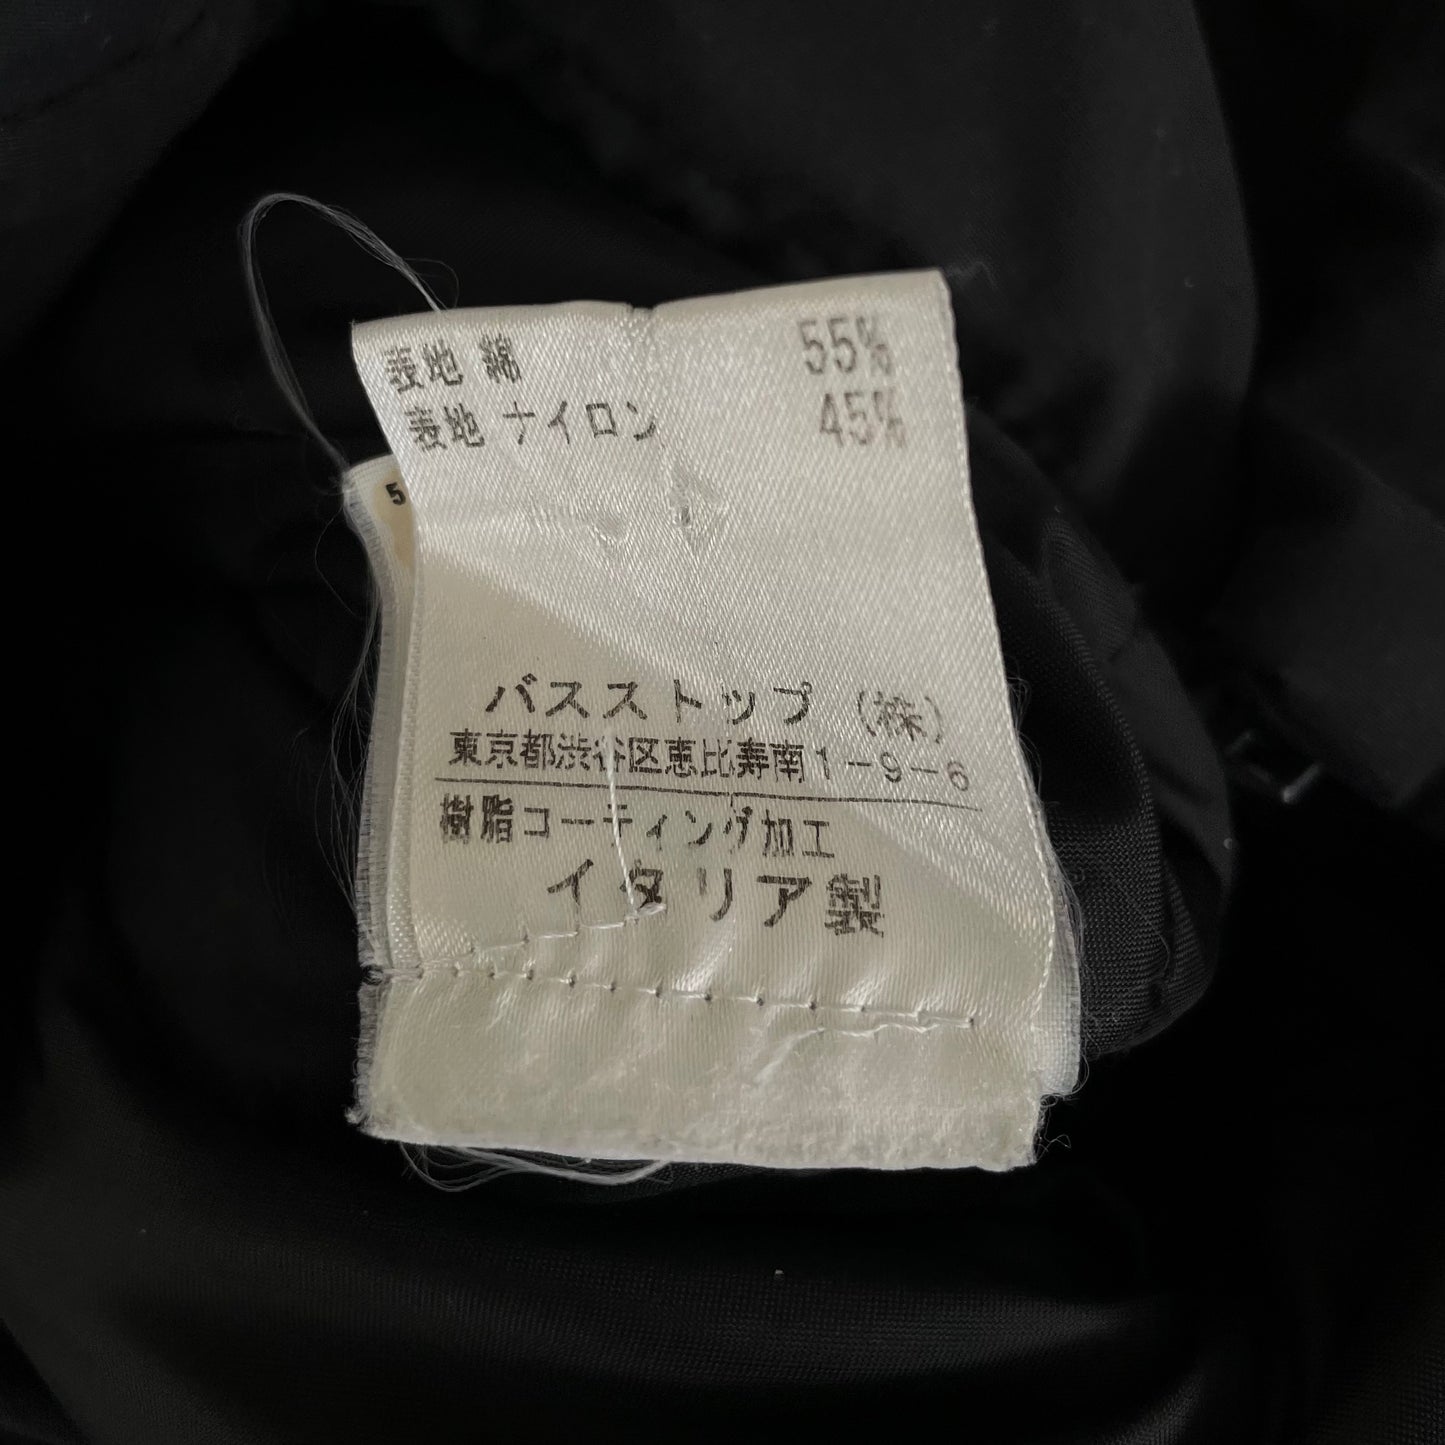 表地 綿 55%
表地 ナイロン 45%
5
バスストップ (株)
東京都渋谷区恵比寿南1-9-6
樹脂コーティング加工
イタリア製